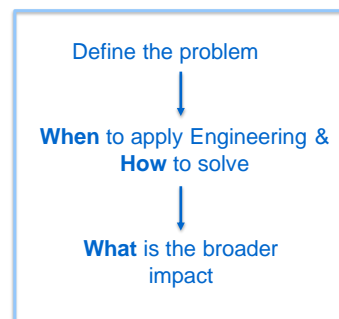 Define the problem
When to apply Engineering &
How to solve
What is the broader
impact